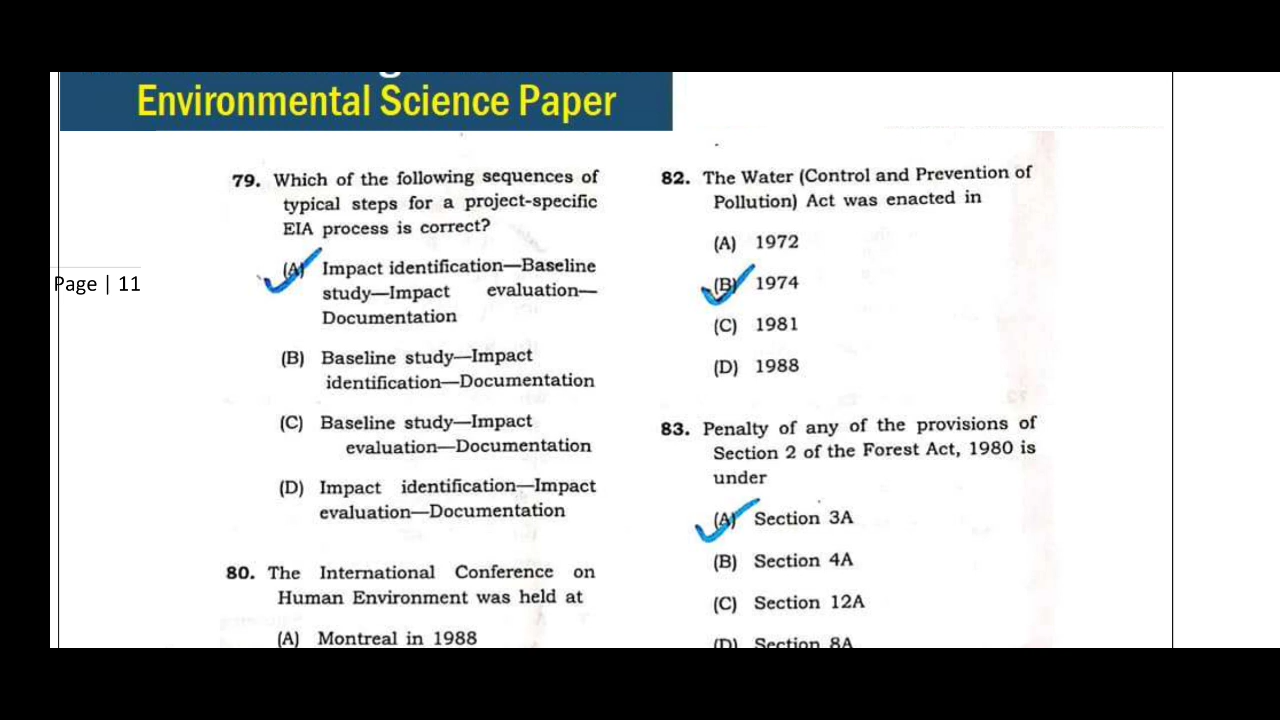 Environmental Science Paper
Page | 11
79. Which of the following sequences of
typical steps for a project-specific
EIA process is correct?
(A) Impact identification—Baseline
study—Impact evaluation—
Documentation
(B) Baseline study—Impact
identification—Documentation
(C) Baseline study—Impact
evaluation—Documentation
(D) Impact identification—Impact
evaluation—Documentation
80. The International Conference on
Human Environment was held at
(A) Montreal in 1988
82. The Water (Control and Prevention of
Pollution) Act was enacted in
(A) 1972
(B) 1974
(C) 1981
(D) 1988
83. Penalty of any of the provisions of
Section 2 of the Forest Act, 1980 is
under
(A) Section 3A
(B) Section 4A
(C) Section 12A
(D) Section 8A